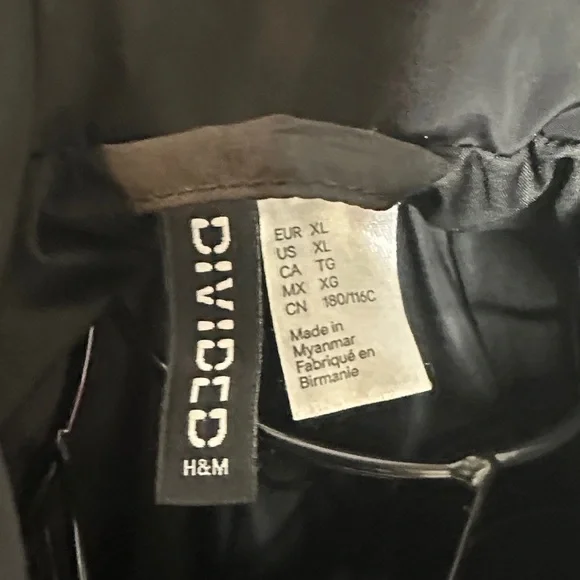 DIVIDED
H&M
EUR XL
US XL
CA TG
MX XG
CN 180/116C
Made in
Myanmar
Fabriqué en
Birmanie